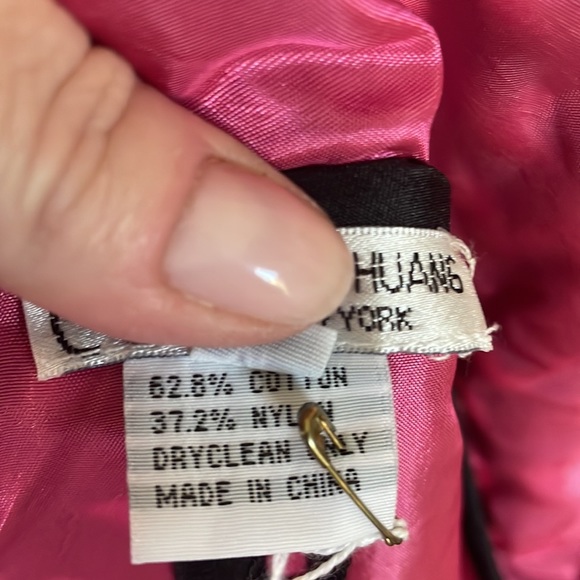 HUANG
YORK
62.8% COTTON
37.2% NYLON
DRYCLEAN ONLY
MADE IN CHINA